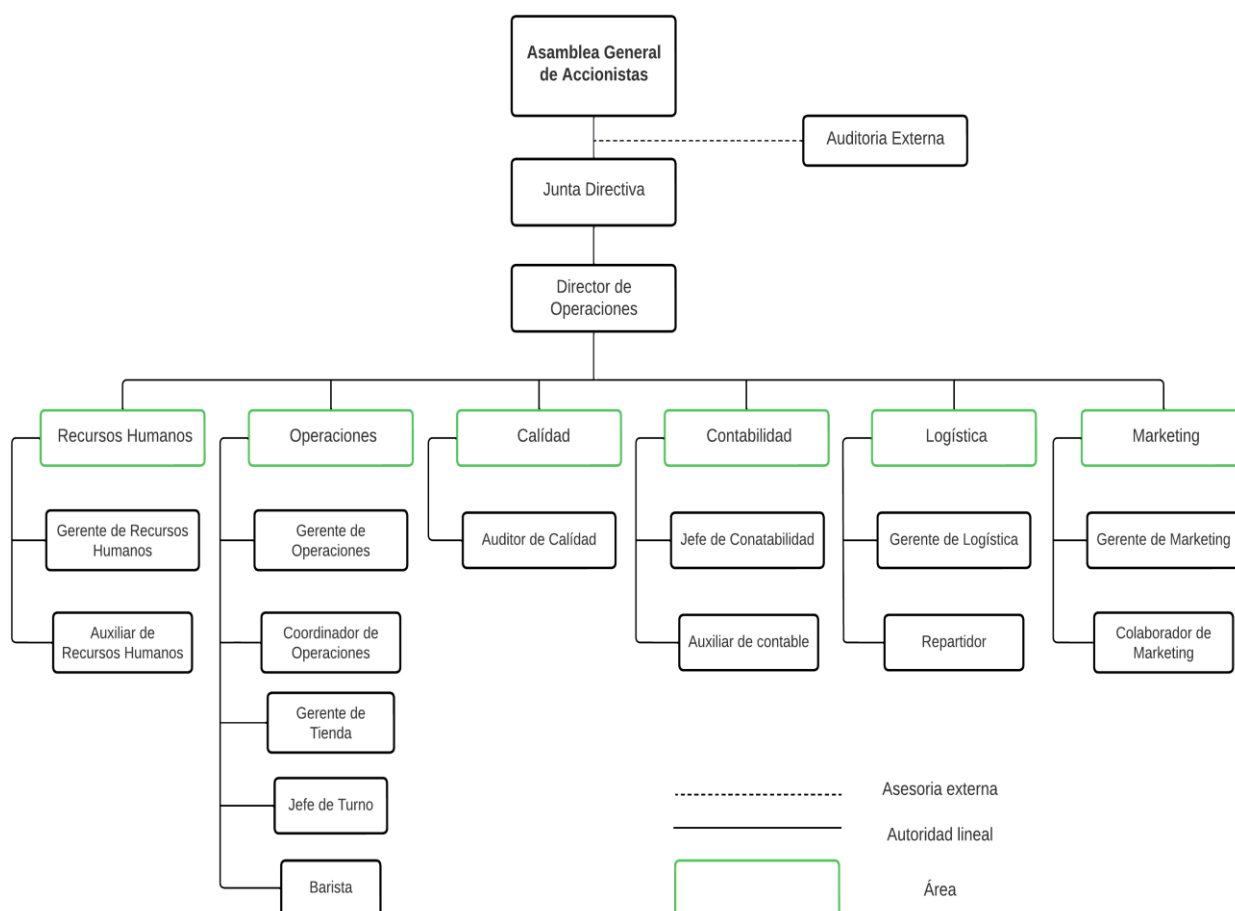 Asamblea General
de Accionistas
Auditoria Externa
Junta Directiva
Director de
Operaciones
Recursos Humanos
Operaciones
Calídad
Contabilidad
Logística
Marketing
Gerente de Recursos
Humanos
Gerente de
Operaciones
Auditor de Calídad
Jefe de Conatabilidad
Gerente de Logística
Gerente de Marketing
Auxiliar de
Recursos Humanos
Coordinador de
Operaciones
Auxiliar de contable
Repartidor
Colaborador de
Marketing
Gerente de
Tienda
Jefe de Turno
Barista
Asesoria externa
Autoridad lineal
Área